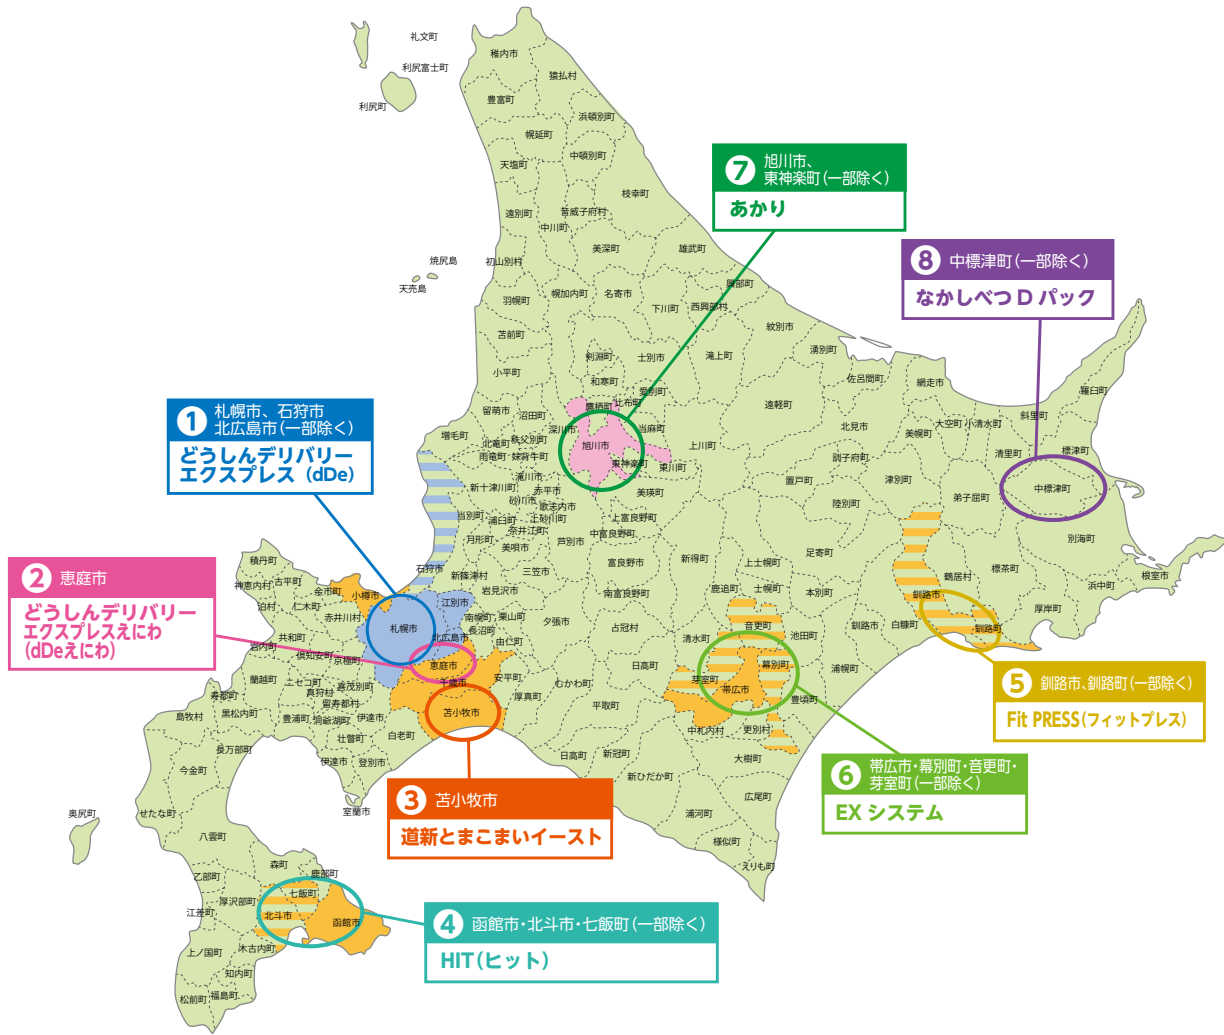 礼文町
利尻富士町
利尻町
稚内市
猿払村
豊富町
浜頓別町
幌延町
中頓別町
天塩町
枝幸町
遠別町
音威子府村
中川町
美深町
雄武町
焼尻島
天売島
初山別村
羽幌町
幌加内町
名寄市
下川町
西興部村
興部町
紋別市
苫前町
剣淵町
士別市
滝上町
湧別町
小平町
和寒町
愛別町
佐呂間町
網走市
羅臼町
留萌市
沼田町
鷹栖町
比布町
遠軽町
北見市
美幌町
大空町
小清水町
斜里町
増毛町
深川市
当麻町
北竜町
秩父別町
旭川市
上川町
訓子府町
清里町
標津町
雨竜町
妹背牛町
東神楽町
東川町
滝川市
新十津川町
赤平市
置戸町
津別町
中標津町
砂川市
歌志内市
美瑛町
陸別町
弟子屈町
当別町
浦臼町
上砂川町
上富良野町
奈井江町
月形町
芦別市
中富良野町
別海町
美唄市
足寄町
積丹町
石狩市
新篠津村
三笠市
富良野市
新得町
上士幌町
標茶町
根室市
神恵内村
古平町
余市町
小樽市
岩見沢市
南富良野町
鹿追町
士幌町
本別町
鶴居村
浜中町
泊村
仁木町
江別市
釧路市
厚岸町
赤井川村
札幌市
南幌町
栗山町
夕張市
占冠村
音更町
池田町
釧路市
白糠町
釧路町
共和町
北広島市
長沼町
由仁町
清水町
岩内町
倶知安町
京極町
恵庭市
日高町
幕別町
浦幌町
蘭越町
ニセコ町
喜茂別町
千歳市
安平町
芽室町
帯広市
真狩村
むかわ町
寿都町
留寿都村
厚真町
平取町
豊頃町
島牧村
黒松内町
豊浦町
洞爺湖町
伊達市
苫小牧市
中札内村
更別村
壮瞥町
白老町
長万部町
伊達市
登別市
日高町
新冠町
大樹町
今金町
新ひだか町
広尾町
奥尻町
せたな町
室蘭市
浦河町
八雲町
様似町
森町
鹿部町
えりも町
乙部町
七飯町
厚沢部町
江差町
北斗市
函館市
上ノ国町
木古内町
知内町
松前町
福島町
1 札幌市、石狩市
北広島市(一部除く)
どうしんデリバリー
エクスプレス (dDe)
2 恵庭市
どうしんデリバリー
エクスプレスえにわ
(dDeえにわ)
3 苫小牧市
道新とまこまいイースト
4 函館市・北斗市・七飯町(一部除く)
HIT(ヒット)
5 釧路市、釧路町(一部除く)
Fit PRESS(フィットプレス)
6 帯広市・幕別町・音更町・
芽室町(一部除く)
EX システム
7 旭川市、
東神楽町(一部除く)
あかり
8 中標津町(一部除く)
なかしべつ D パック